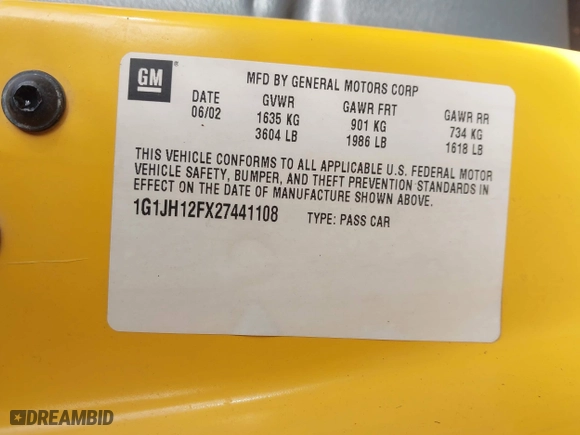 GM
MFD BY GENERAL MOTORS CORP
DATE GVWR GAWR FRT GAWR RR
06/02 1635 KG 901 KG 734 KG
3604 LB 1986 LB 1618 LB
THIS VEHICLE CONFORMS TO ALL APPLICABLE U.S. FEDERAL MOTOR
VEHICLE SAFETY, BUMPER, AND THEFT PREVENTION STANDARDS IN
EFFECT ON THE DATE OF MANUFACTURE SHOWN ABOVE.
1G1JH12FX27441108 TYPE: PASS CAR
DREAMBID